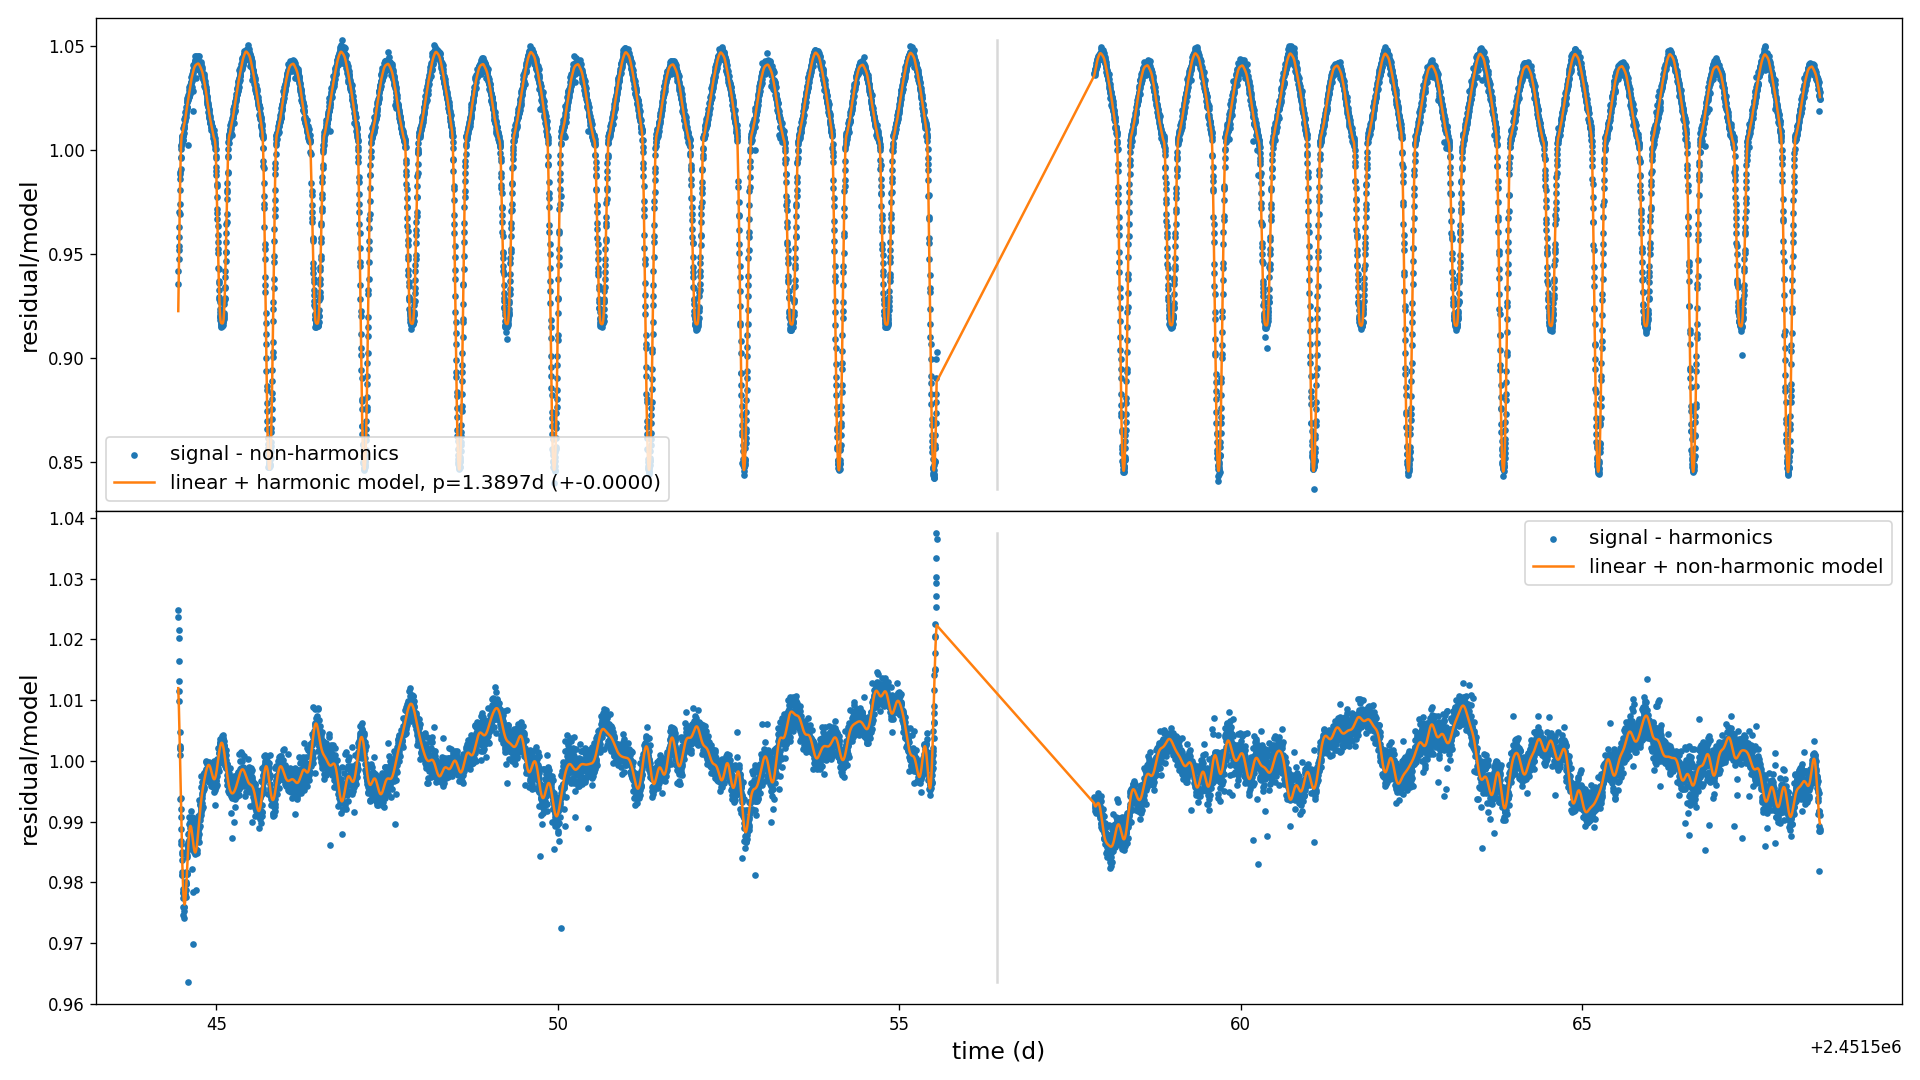 1.05
1.00
0.95
0.90
0.85
residual/model
signal - non-harmonics
linear + harmonic model, p=1.3897d (+-0.0000)
1.04
1.03
1.02
1.01
1.00
0.99
0.98
0.97
0.96
residual/model
signal - harmonics
linear + non-harmonic model
45
50
55
60
65
time (d)
+2.4515e6